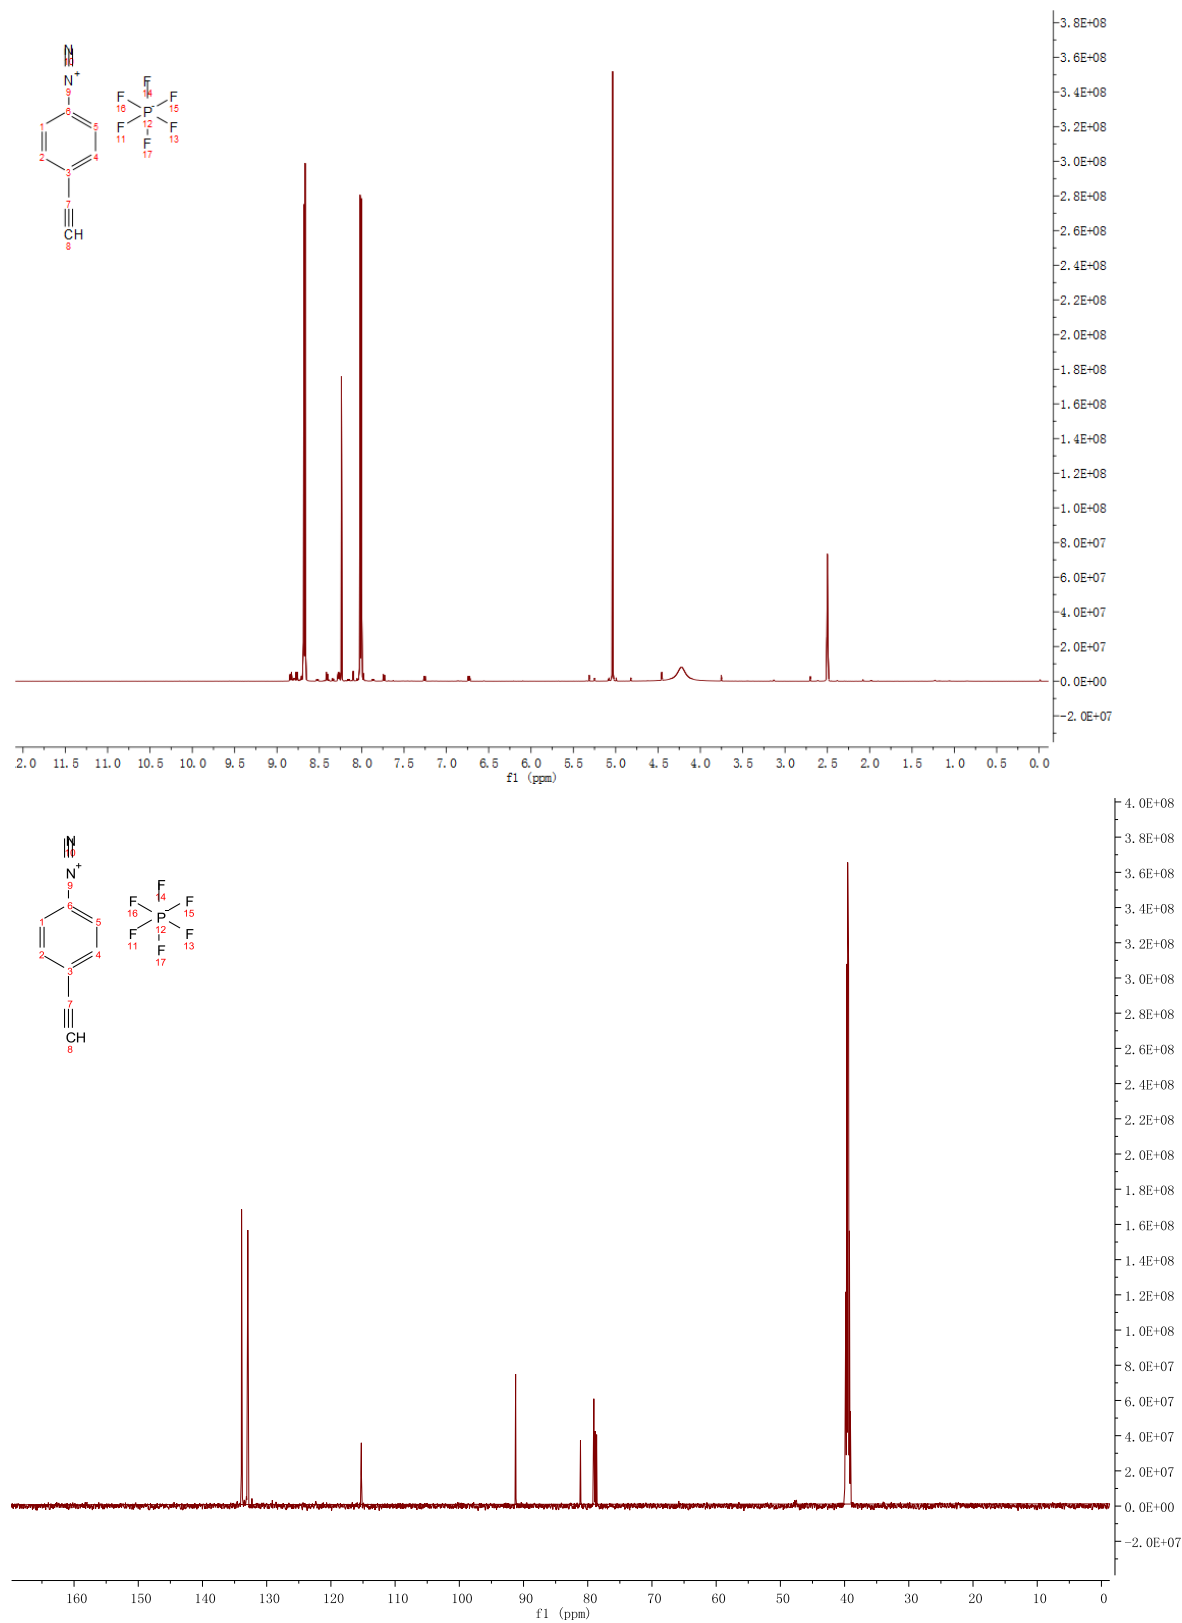 N
10
N+
9
6
1
5
2
4
3
7
CH
8
F
14
F
16
F
15
P-
12
F
11
F
13
F
17
3.8E+08
3.6E+08
3.4E+08
3.2E+08
3.0E+08
2.8E+08
2.6E+08
2.4E+08
2.2E+08
2.0E+08
1.8E+08
1.6E+08
1.4E+08
1.2E+08
1.0E+08
8.0E+07
6.0E+07
4.0E+07
2.0E+07
0.0E+00
-2.0E+07
2.0 11.5 11.0 10.5 10.0 9.5 9.0 8.5 8.0 7.5 7.0 6.5 6.0 5.5 5.0 4.5 4.0 3.5 3.0 2.5 2.0 1.5 1.0 0.5 0.0
f1 (ppm)
N
10
N+
9
6
1
5
2
4
3
7
CH
8
F
14
F
16
F
15
P-
12
F
11
F
13
F
17
4.0E+08
3.8E+08
3.6E+08
3.4E+08
3.2E+08
3.0E+08
2.8E+08
2.6E+08
2.4E+08
2.2E+08
2.0E+08
1.8E+08
1.6E+08
1.4E+08
1.2E+08
1.0E+08
8.0E+07
6.0E+07
4.0E+07
2.0E+07
0.0E+00
-2.0E+07
160 150 140 130 120 110 100 90 80 70 60 50 40 30 20 10 0
f1 (ppm)